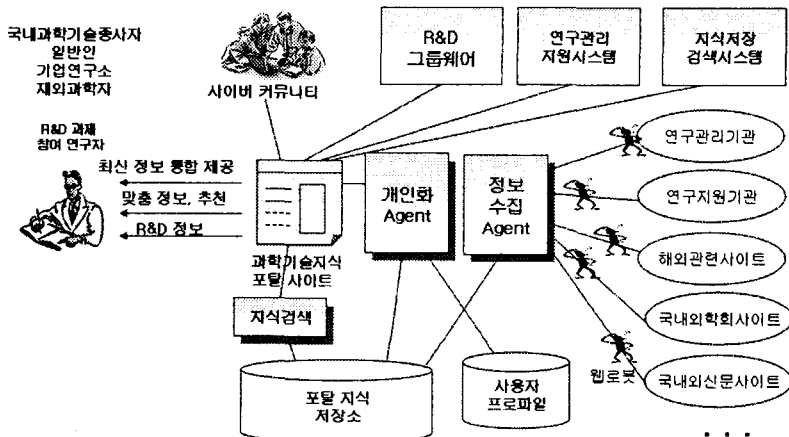 국내과학기술종사자
일반인
기업연구소
재외과학자
사이버 커뮤니티
R&D
그룹웨어
연구관리
지원시스템
지식저장
검색시스템
R&D 과제
참여 연구자
최신 정보 통합 제공
맞춤 정보, 추천
R&D 정보
과학기술지식
포탈 사이트
개인화
Agent
정보
수집
Agent
연구관리기관
연구지원기관
해외관련사이트
국내외학회사이트
국내외신문사이트
웹로봇
지식검색
포탈 지식
저장소
사용자
프로파일
. . .